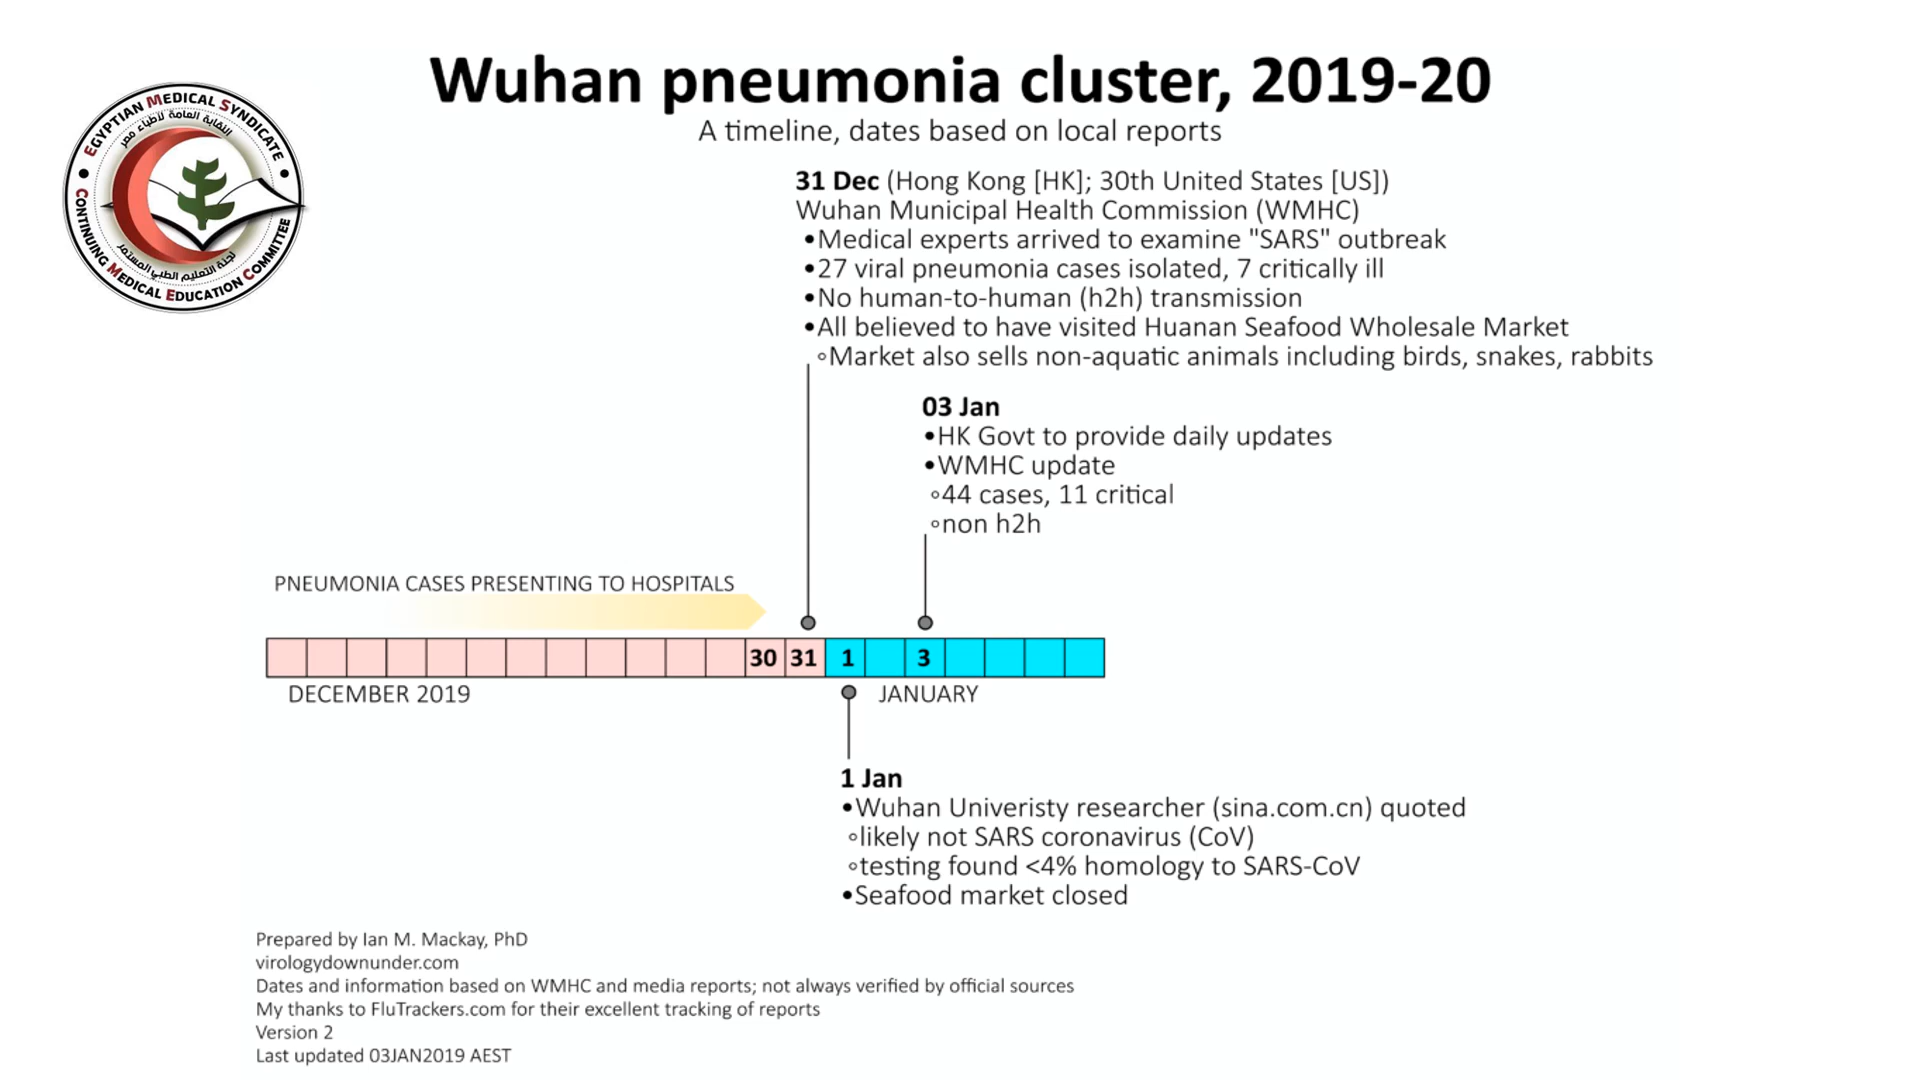 Wuhan pneumonia cluster, 2019-20
A timeline, dates based on local reports
EGYPTIAN MEDICAL SYNDICATE
النقابة العامة لأطباء مصر
لجنة التعليم الطبي المستمر
CONTINUING MEDICAL EDUCATION COMMITTEE
31 Dec (Hong Kong [HK]; 30th United States [US])
Wuhan Municipal Health Commission (WMHC)
•Medical experts arrived to examine "SARS" outbreak
•27 viral pneumonia cases isolated, 7 critically ill
•No human-to-human (h2h) transmission
•All believed to have visited Huanan Seafood Wholesale Market
◦Market also sells non-aquatic animals including birds, snakes, rabbits
03 Jan
•HK Govt to provide daily updates
•WMHC update
◦44 cases, 11 critical
◦non h2h
PNEUMONIA CASES PRESENTING TO HOSPITALS
30 31 1 3
DECEMBER 2019 JANUARY
1 Jan
•Wuhan Univeristy researcher (sina.com.cn) quoted
◦likely not SARS coronavirus (CoV)
◦testing found <4% homology to SARS-CoV
•Seafood market closed
Prepared by Ian M. Mackay, PhD
virologydownunder.com
Dates and information based on WMHC and media reports; not always verified by official sources
My thanks to FluTrackers.com for their excellent tracking of reports
Version 2
Last updated 03JAN2019 AEST